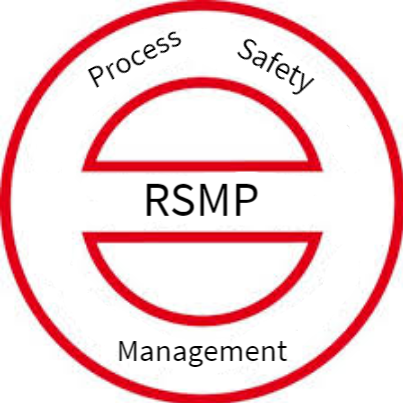 Process Safety
RSMP
Management